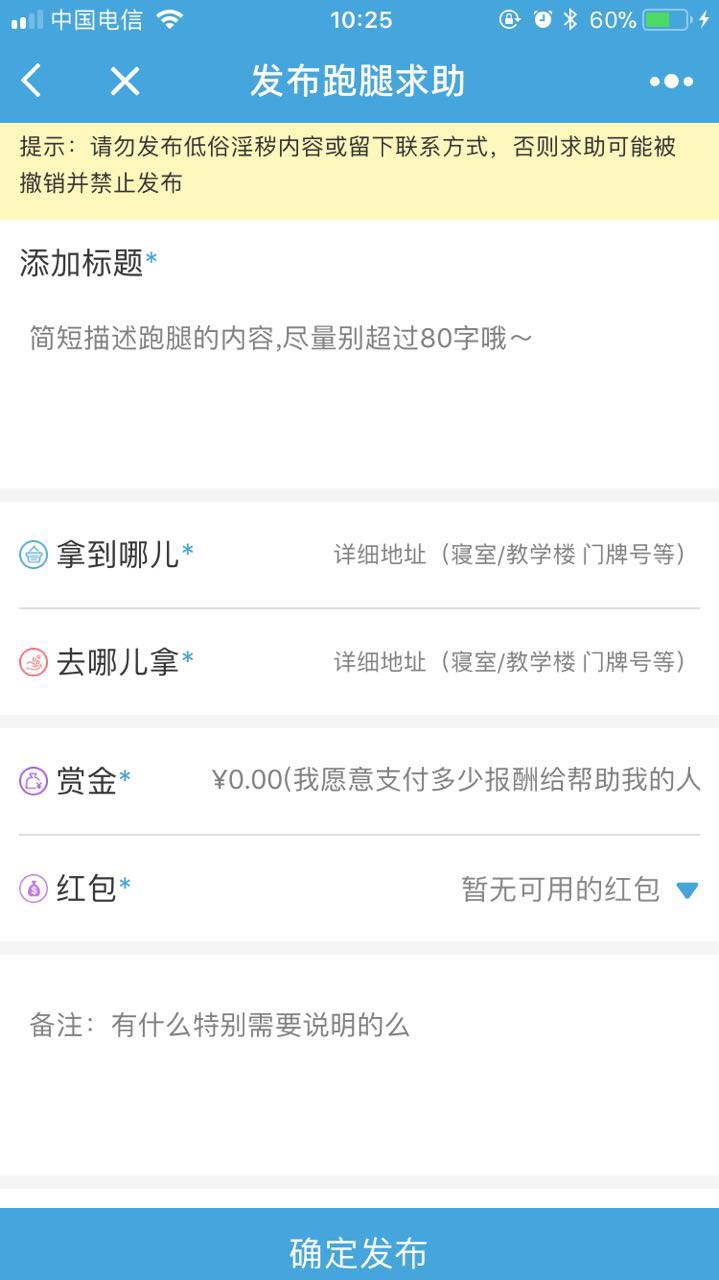 中国电信 10:25 60%
发布跑腿求助
提示：请勿发布低俗淫秽内容或留下联系方式，否则求助可能被
撤销并禁止发布
添加标题*
简短描述跑腿的内容,尽量别超过80字哦～
拿到哪儿* 详细地址（寝室/教学楼 门牌号等）
去哪儿拿* 详细地址（寝室/教学楼 门牌号等）
赏金* ¥0.00(我愿意支付多少报酬给帮助我的人
红包* 暂无可用的红包
备注：有什么特别需要说明的么
确定发布